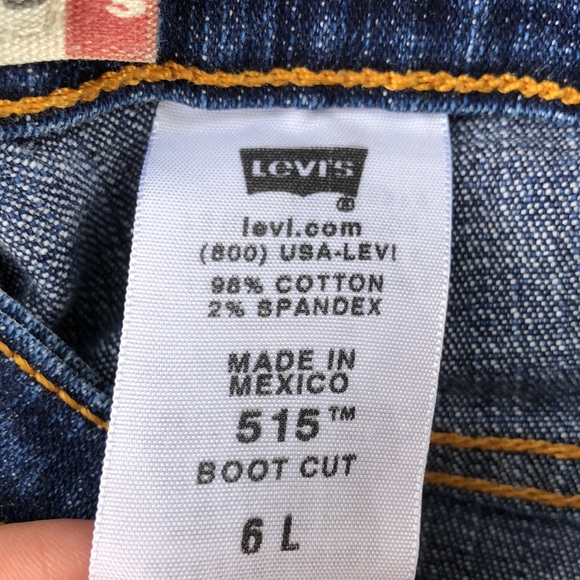 S
LEVI'S
®
levi.com
(800) USA-LEVI
98% COTTON
2% SPANDEX
MADE IN
MEXICO
515™
BOOT CUT
6 L